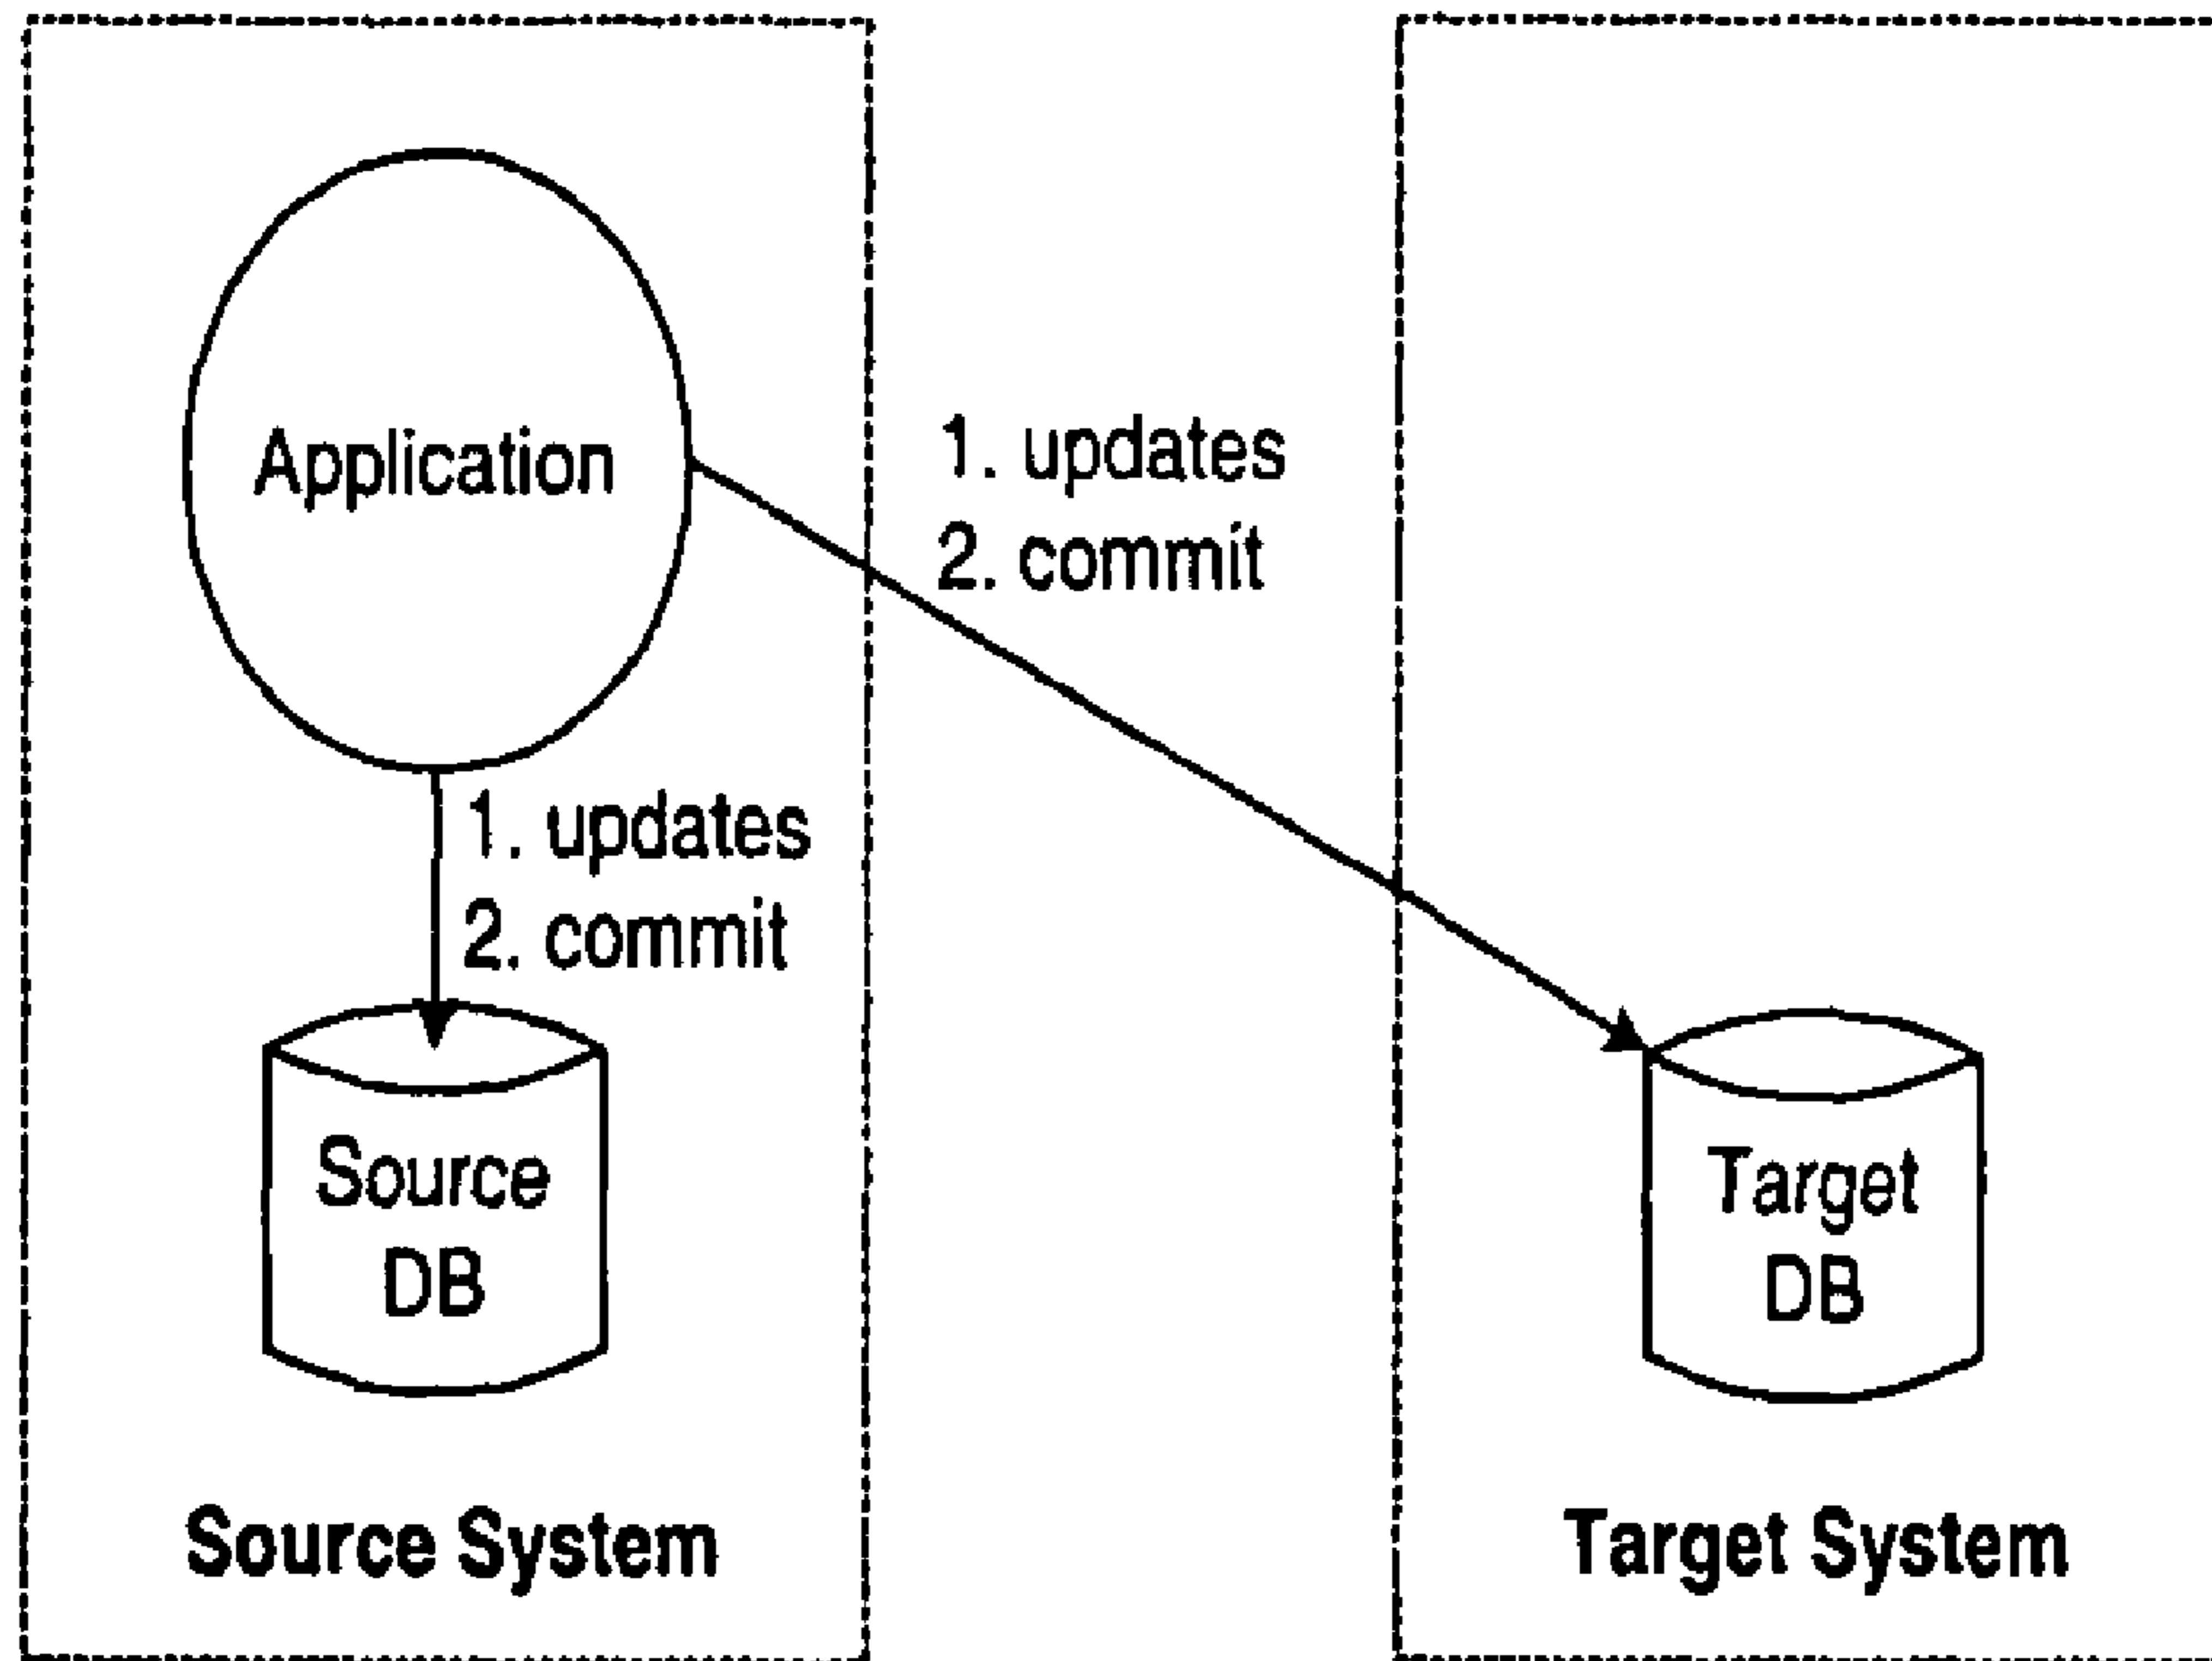 Application
1. updates
2. commit
1. updates
2. commit
Source
DB
Target
DB
Source System
Target System